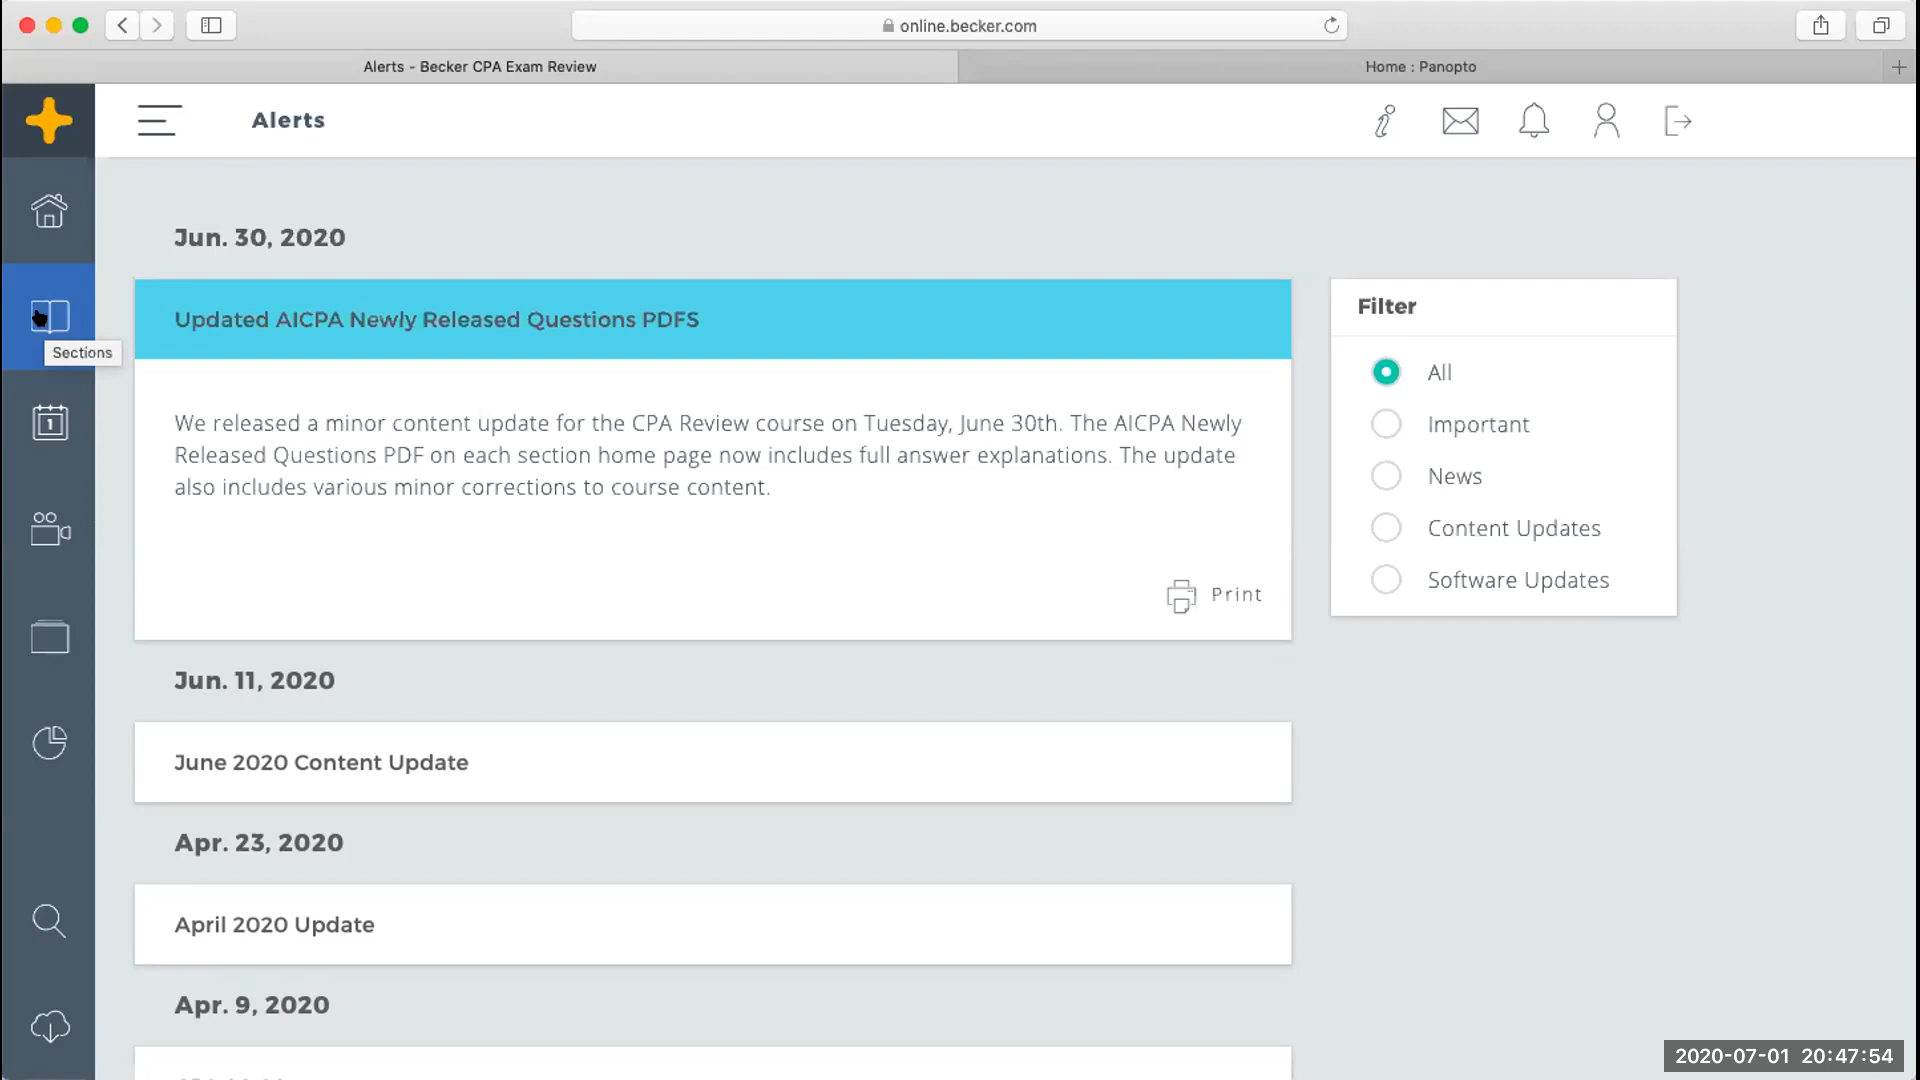 online.becker.com
Alerts - Becker CPA Exam Review
Home : Panopto
Alerts
Jun. 30, 2020
Updated AICPA Newly Released Questions PDFS
Filter
Sections
All
We released a minor content update for the CPA Review course on Tuesday, June 30th. The AICPA Newly
Important
Released Questions PDF on each section home page now includes full answer explanations. The update
1
News
also includes various minor corrections to course content.
Content Updates
Software Updates
Print
Jun. 11, 2020
June 2020 Content Update
Apr. 23, 2020
April 2020 Update
Apr. 9, 2020
2020-07-01 20:47:54